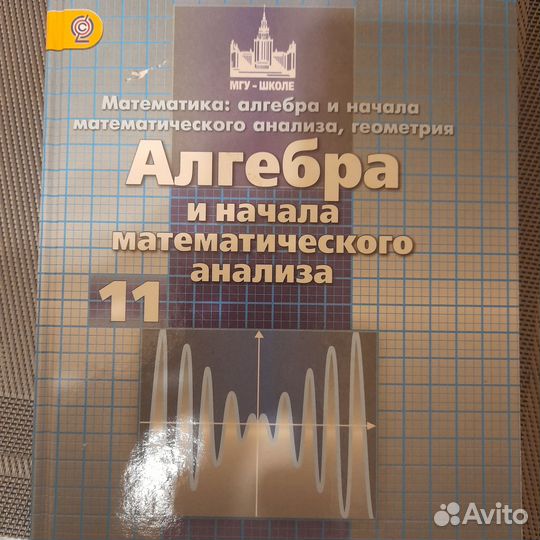 МГУ - ШКОЛЕ
Математика: алгебра и начала
математического анализа, геометрия
Алгебра
и начала
математического
анализа
11
Avito